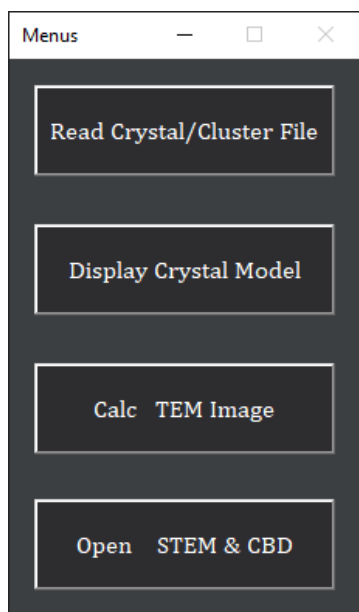 Menus
Read Crystal/Cluster File
Display Crystal Model
Calc   TEM Image
Open    STEM & CBD